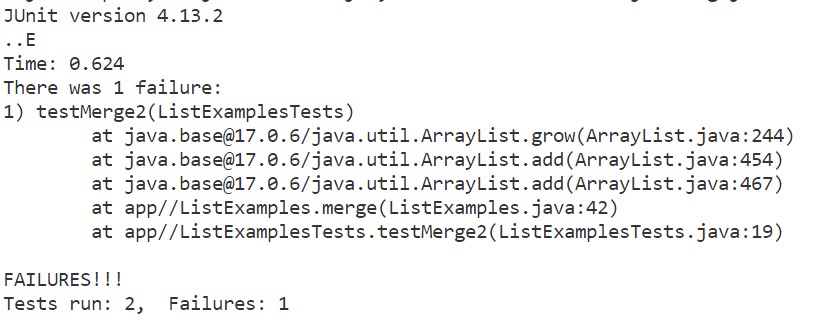 JUnit version 4.13.2
..E
Time: 0.624
There was 1 failure:
1) testMerge2(ListExamplesTests)
        at java.base@17.0.6/java.util.ArrayList.grow(ArrayList.java:244)
        at java.base@17.0.6/java.util.ArrayList.add(ArrayList.java:454)
        at java.base@17.0.6/java.util.ArrayList.add(ArrayList.java:467)
        at app//ListExamples.merge(ListExamples.java:42)
        at app//ListExamplesTests.testMerge2(ListExamplesTests.java:19)

FAILURES!!!
Tests run: 2,  Failures: 1